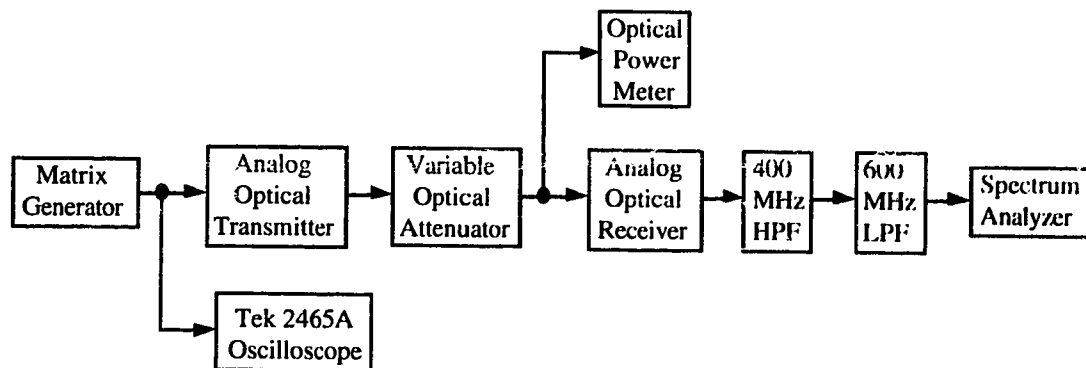 Optical
Power
Meter
Matrix
Generator
Analog
Optical
Transmitter
Variable
Optical
Attenuator
Analog
Optical
Receiver
400
MHz
HPF
600
MHz
LPF
Spectrum
Analyzer
Tek 2465A
Oscilloscope